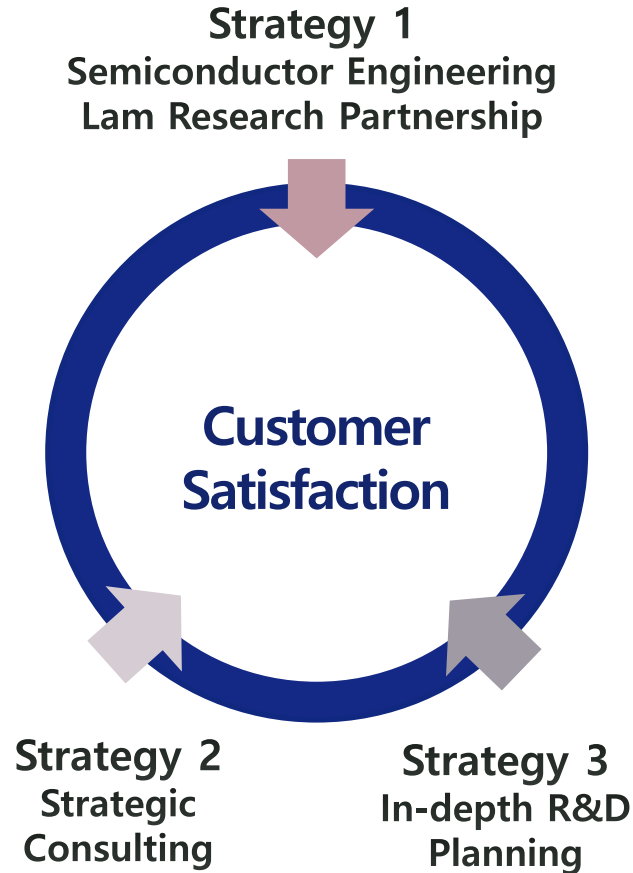 Strategy 1
Semiconductor Engineering
Lam Research Partnership
Customer
Satisfaction
Strategy 2
Strategic
Consulting
Strategy 3
In-depth R&D
Planning